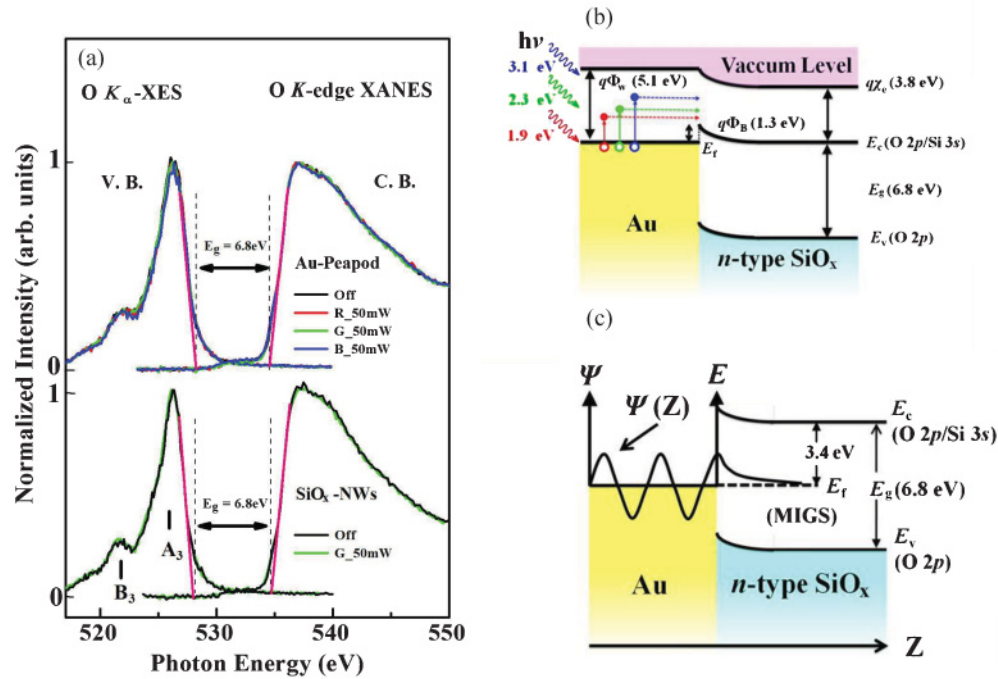 (a)
O Kα-XES
O K-edge XANES
V. B.
C. B.
Normalized Intensity (arb. units)
1
Eg = 6.8eV
Au-Peapod
Off
R_50mW
G_50mW
B_50mW
0
1
Eg = 6.8eV
SiOx-NWs
Off
G_50mW
A3
B3
0
520
530
540
550
Photon Energy (eV)
(b)
hν
3.1 eV
2.3 eV
1.9 eV
Vaccum Level
qΦw (5.1 eV)
qχe (3.8 eV)
qΦB (1.3 eV)
Ef
Ec (O 2p/Si 3s)
Eg (6.8 eV)
Ev (O 2p)
Au
n-type SiOx
(c)
Ψ
Ψ (Z)
E
Ec
(O 2p/Si 3s)
3.4 eV
Ef
Eg (6.8 eV)
(MIGS)
Ev
(O 2p)
Au
n-type SiOx
Z